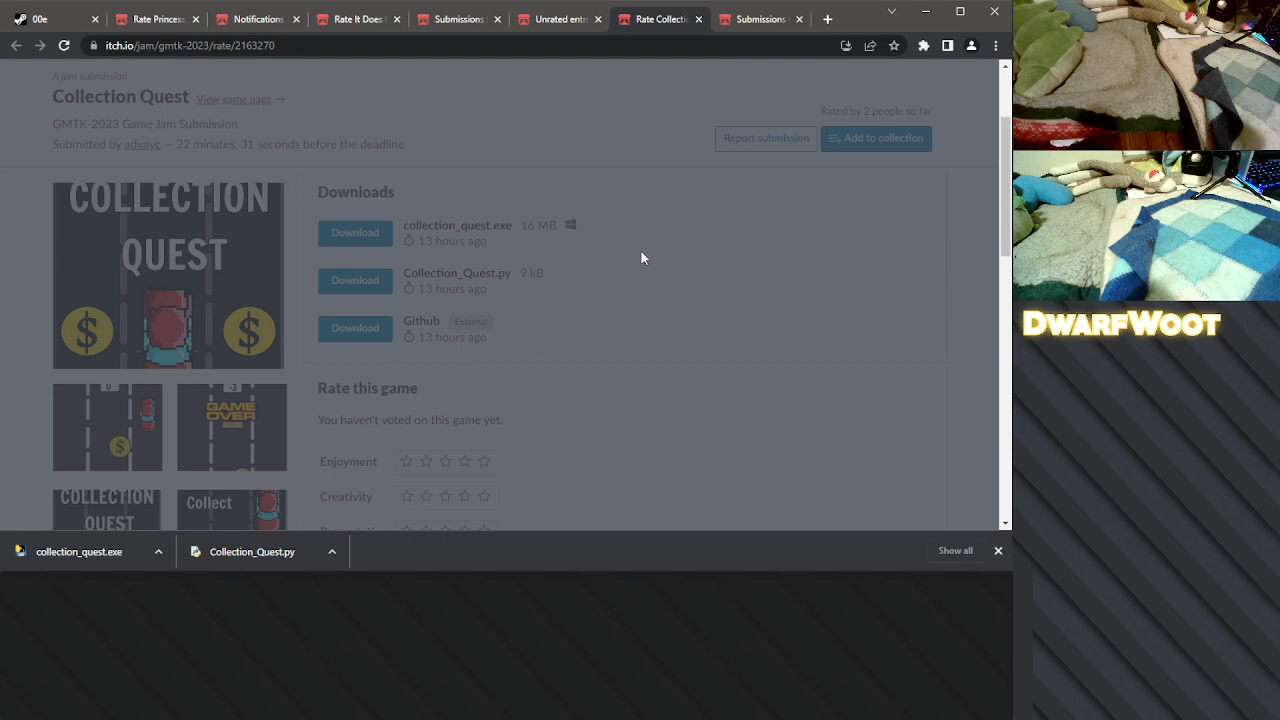 00e
Rate Princess
Notifications
Rate It Does
Submissions
Unrated entr
Rate Collecti
Submissions
itch.io/jam/gmtk-2023/rate/2163270
A jam submission
Collection Quest View game page →
Rated by 2 people so far
GMTK-2023 Game Jam Submission
Report submission
Add to collection
Submitted by advayc — 22 minutes, 31 seconds before the deadline
COLLECTION
QUEST
$ $
0
$
-3
GAME
OVER
COLLECTION
QUEST
Collect
Downloads
Download collection_quest.exe 16 MB
13 hours ago
Download Collection_Quest.py 9 kB
13 hours ago
Download Github External
13 hours ago
Rate this game
You haven't voted on this game yet.
Enjoyment
Creativity
collection_quest.exe
Collection_Quest.py
Show all
DwarfWoot